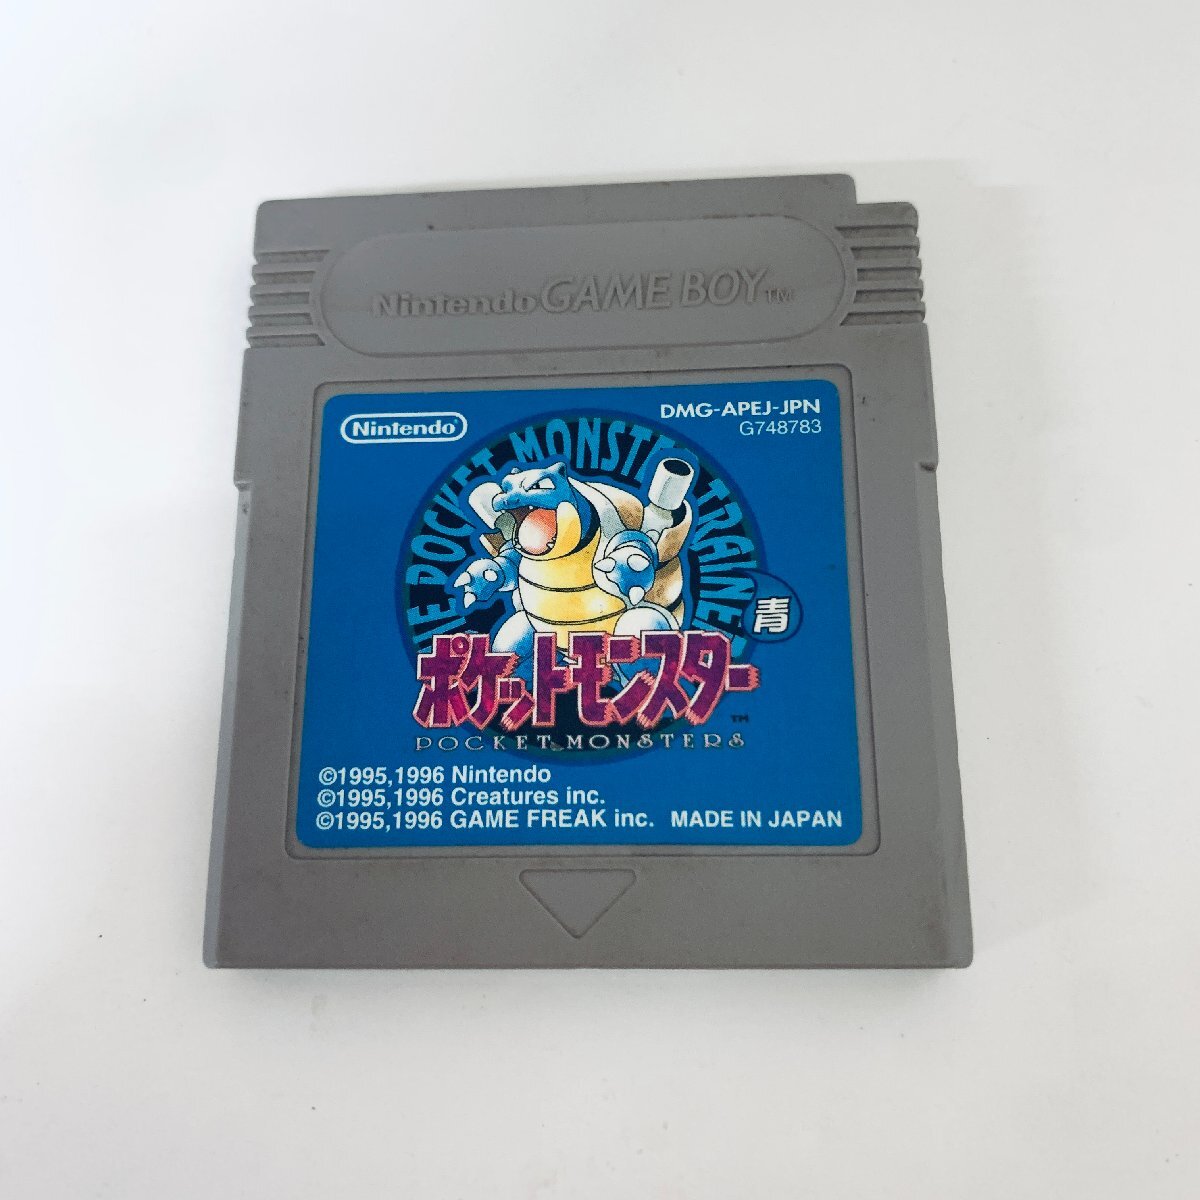 Nintendo GAME BOY™
Nintendo®
DMG-APEJ-JPN
G748783
THE POCKET MONSTER TRAINER
青
ポケットモンスター™
POCKET MONSTERS
©1995,1996 Nintendo
©1995,1996 Creatures inc.
©1995,1996 GAME FREAK inc. MADE IN JAPAN